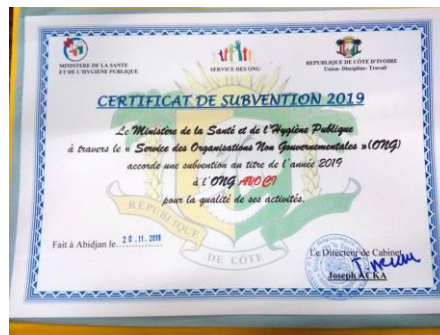 MINISTERE DE LA SANTE
ET DE L'HYGIENE PUBLIQUE
SERVICE DES ONG
REPUBLIQUE DE CÔTE D'IVOIRE
Union- Discipline- Travail
CERTIFICAT DE SUBVENTION 2019
Le Ministère de la Santé et de l'Hygiène Publique
à travers le « Service des Organisations Non Gouvernementales »(ONG)
accorde une subvention au titre de l'année 2019
à l'ONG AVOCI
pour la qualité de ses activités.
RÉPUBLIQUE
DE CÔTE
Fait à Abidjan le 20.11.2019
Le Directeur de Cabinet
Joseph ACKA